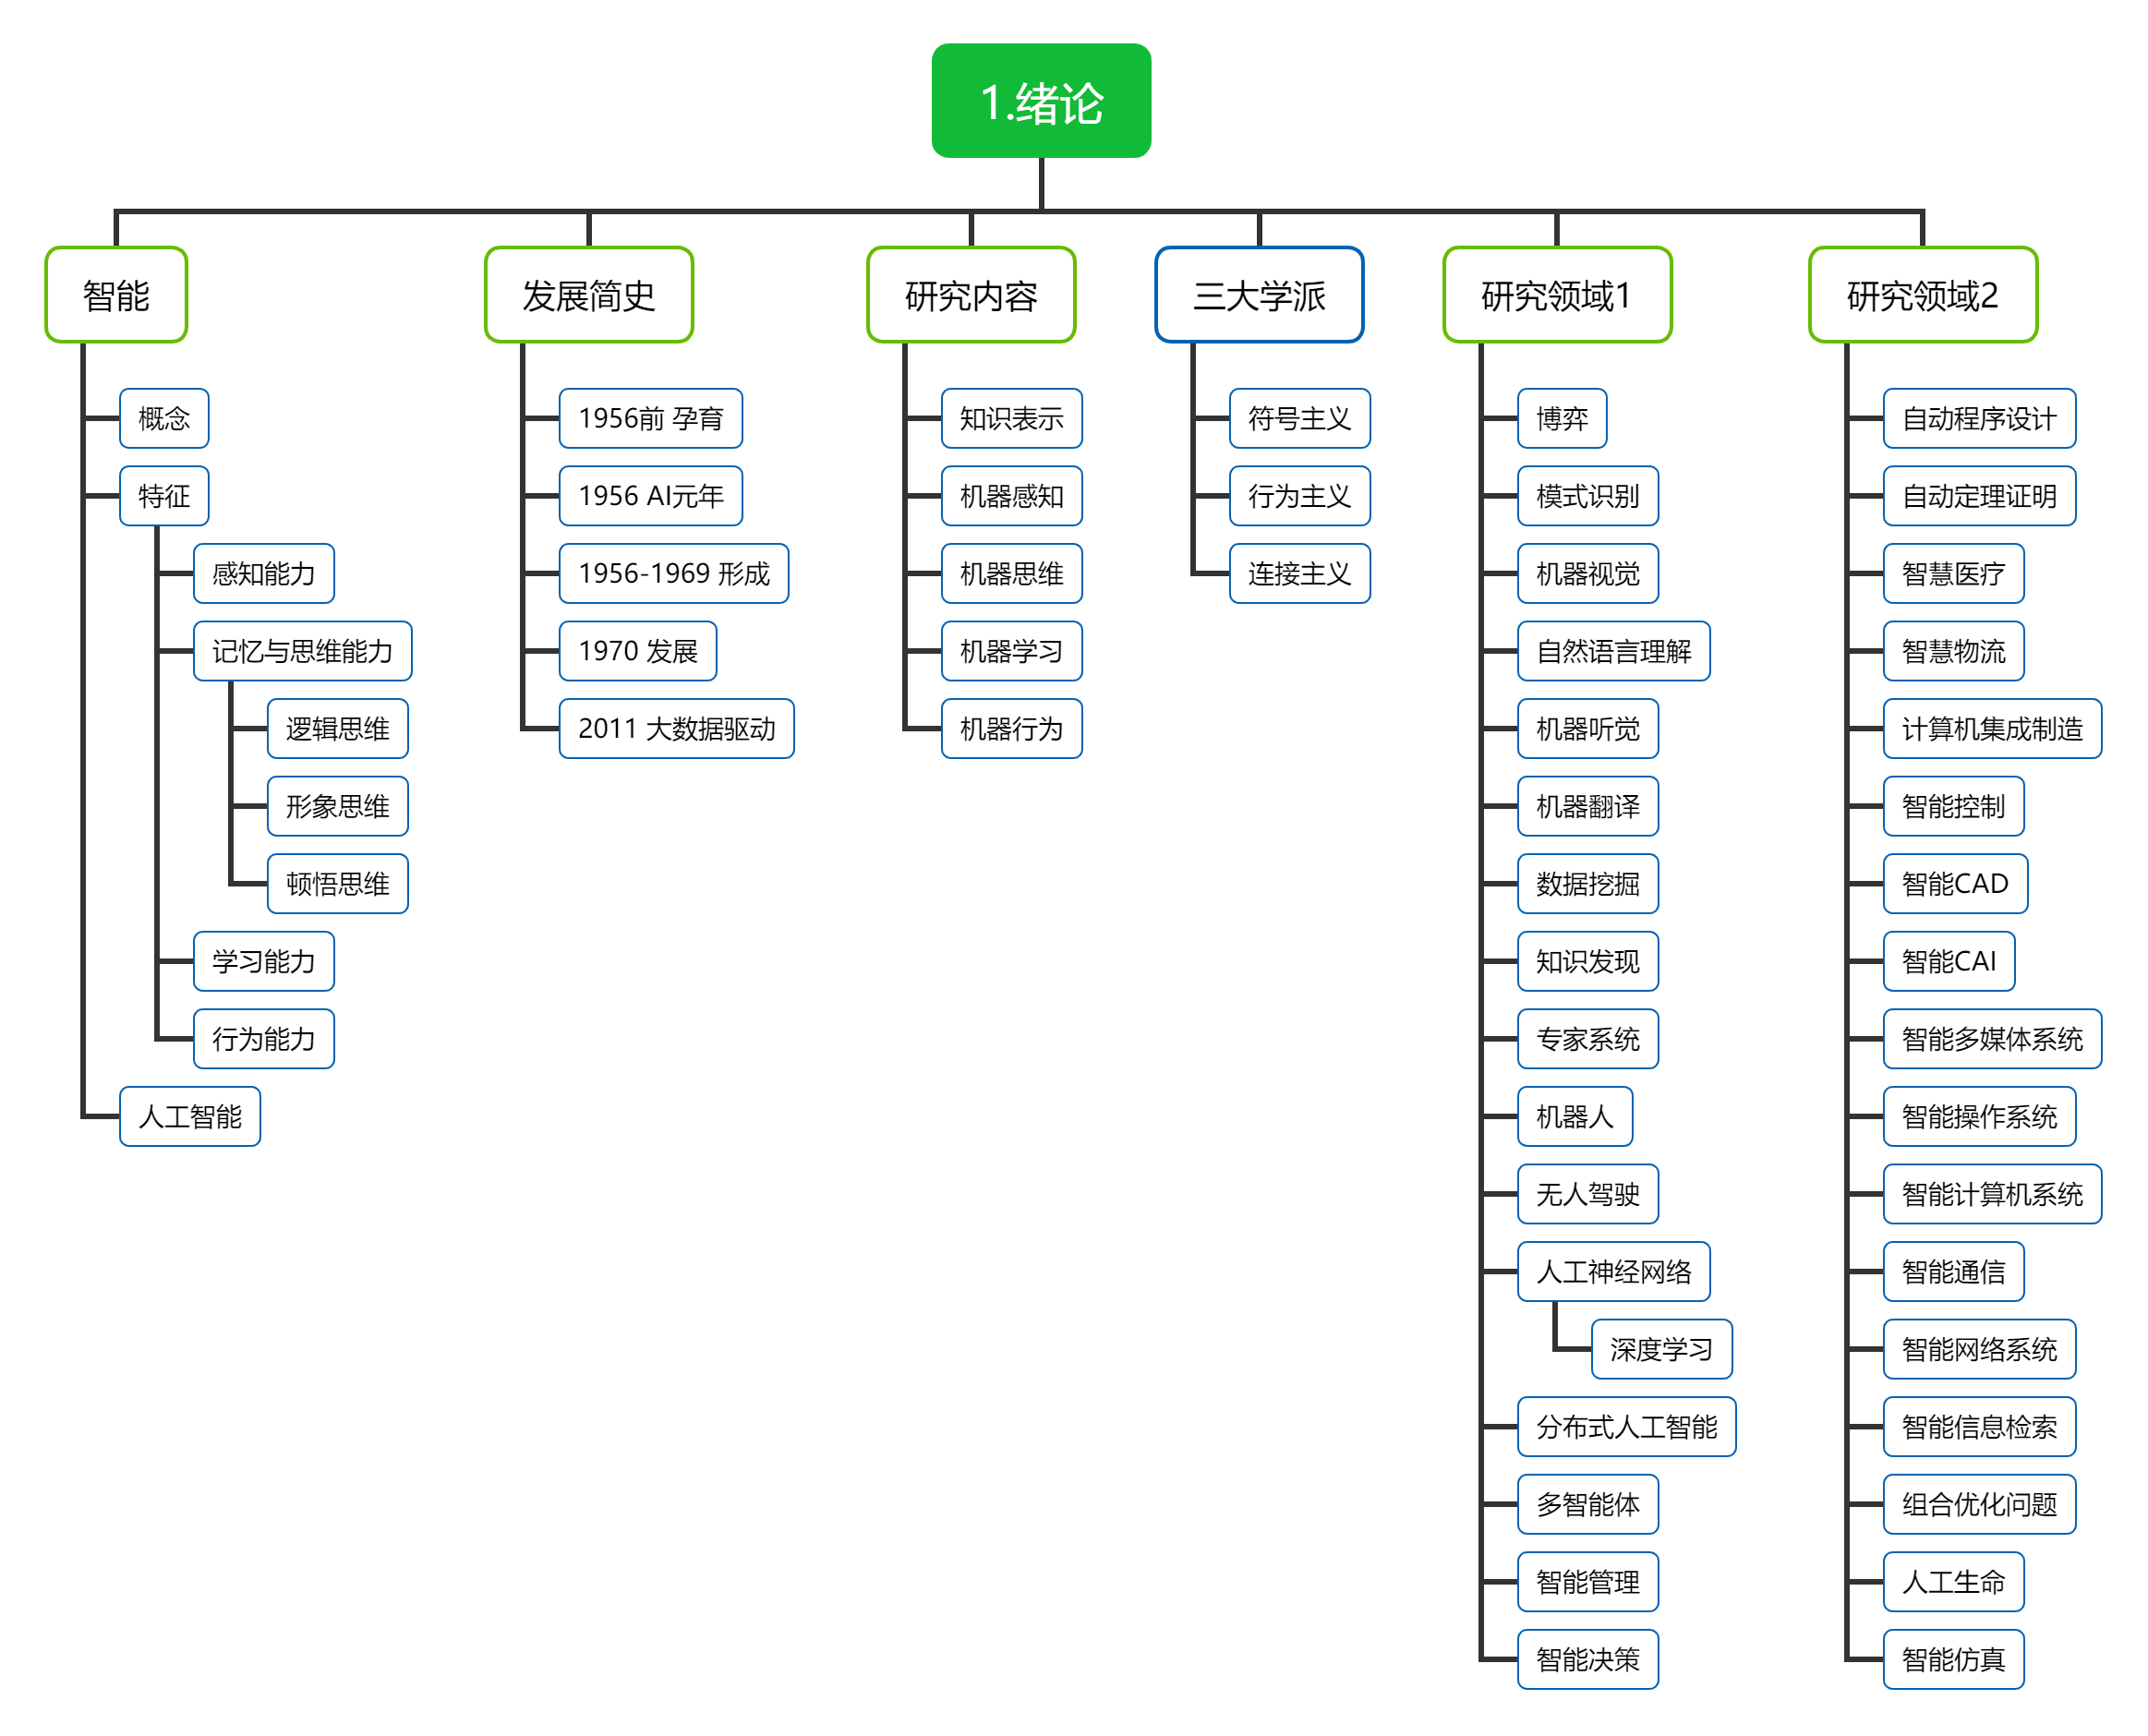 1.绪论
智能
概念
特征
感知能力
记忆与思维能力
逻辑思维
形象思维
顿悟思维
学习能力
行为能力
人工智能
发展简史
1956前 孕育
1956 AI元年
1956-1969 形成
1970 发展
2011 大数据驱动
研究内容
知识表示
机器感知
机器思维
机器学习
机器行为
三大学派
符号主义
行为主义
连接主义
研究领域1
博弈
模式识别
机器视觉
自然语言理解
机器听觉
机器翻译
数据挖掘
知识发现
专家系统
机器人
无人驾驶
人工神经网络
深度学习
分布式人工智能
多智能体
智能管理
智能决策
研究领域2
自动程序设计
自动定理证明
智慧医疗
智慧物流
计算机集成制造
智能控制
智能CAD
智能CAI
智能多媒体系统
智能操作系统
智能计算机系统
智能通信
智能网络系统
智能信息检索
组合优化问题
人工生命
智能仿真